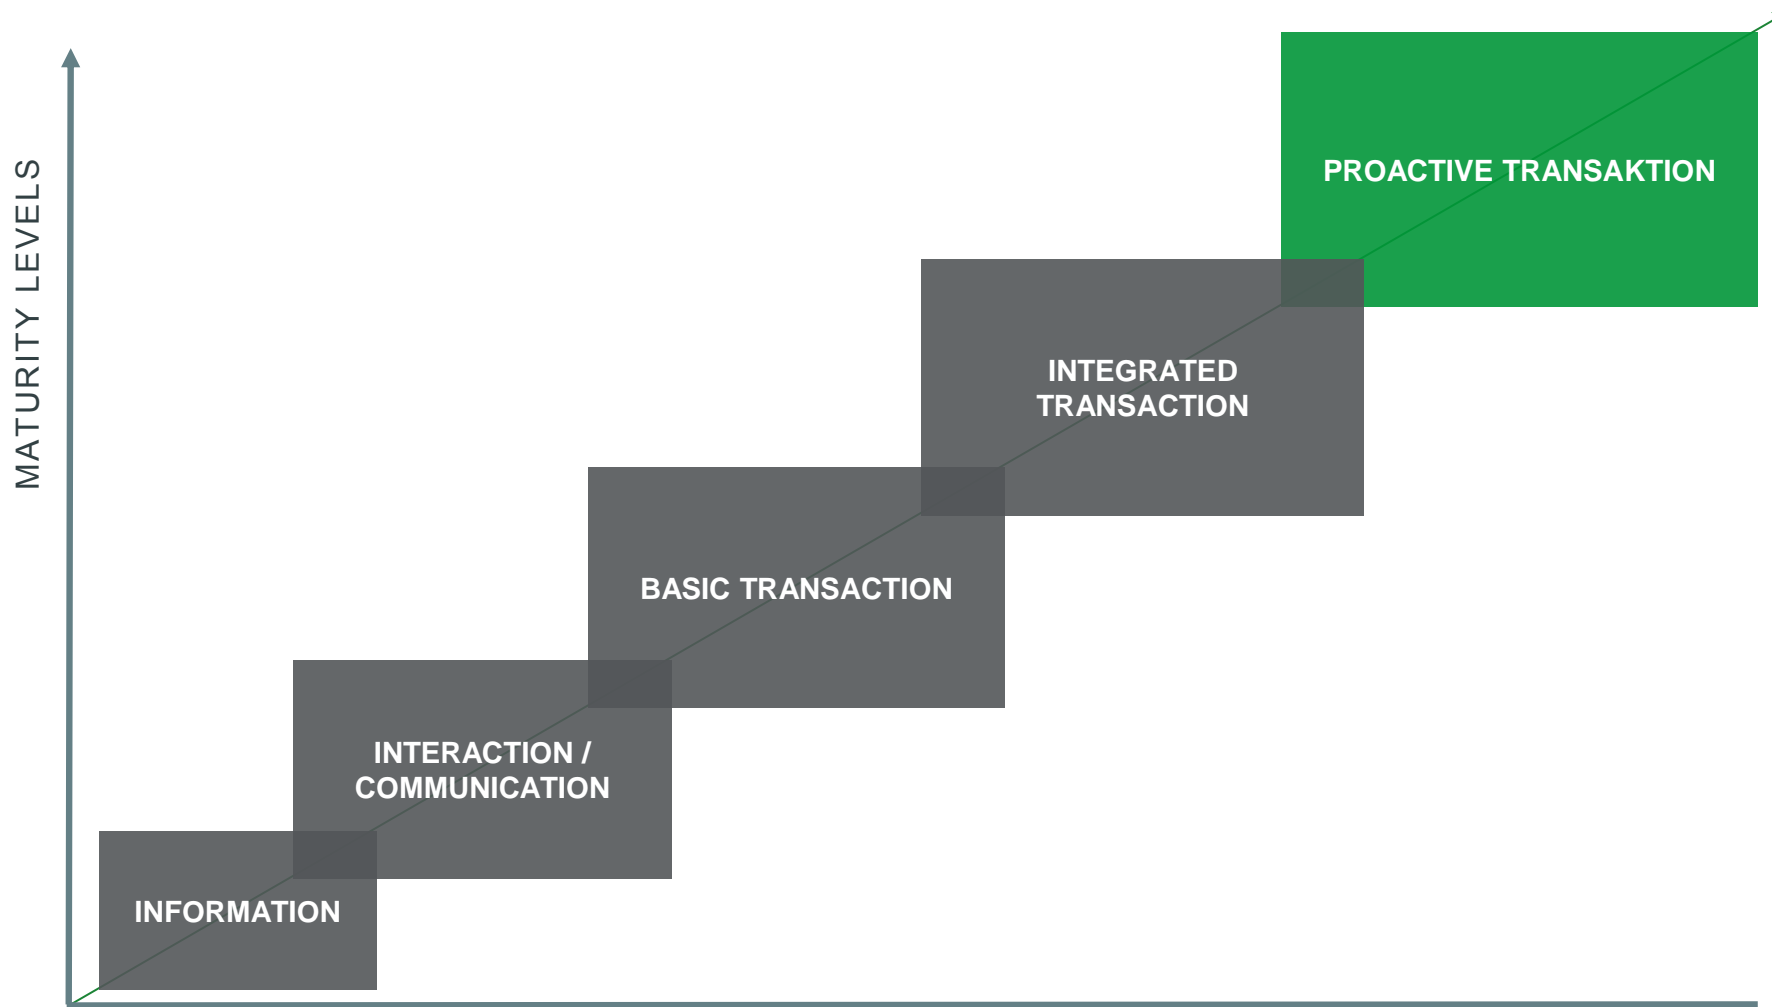 MATURITY LEVELS
PROACTIVE TRANSAKTION
INTEGRATED
TRANSACTION
BASIC TRANSACTION
INTERACTION /
COMMUNICATION
INFORMATION